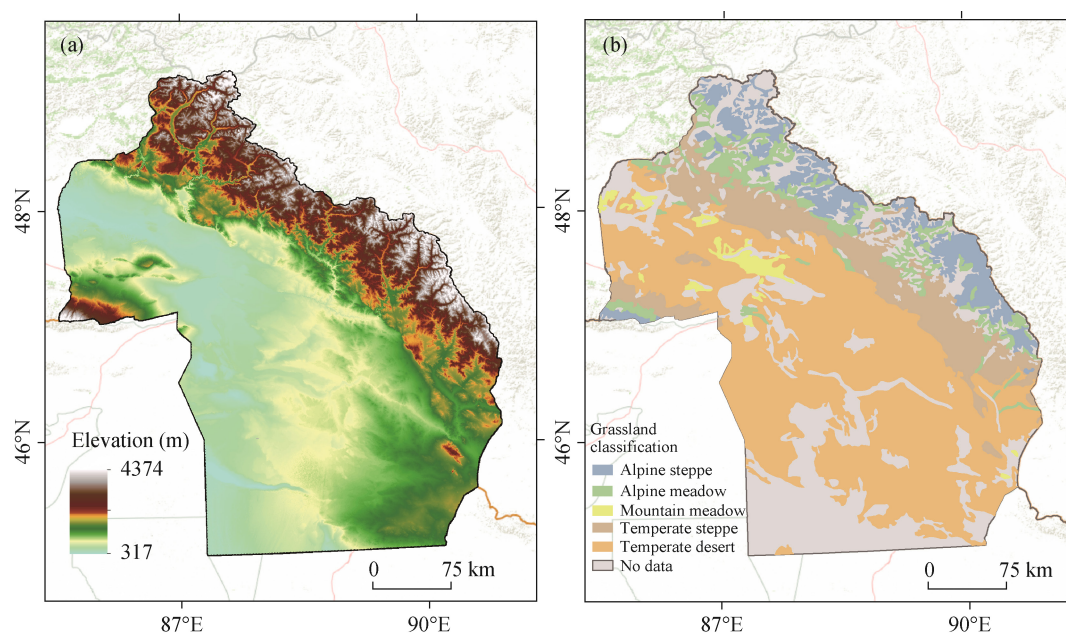 (a)
48°N
46°N
Elevation (m)
4374
317
0 75 km
87°E 90°E
(b)
48°N
46°N
Grassland
classification
Alpine steppe
Alpine meadow
Mountain meadow
Temperate steppe
Temperate desert
No data
0 75 km
87°E 90°E